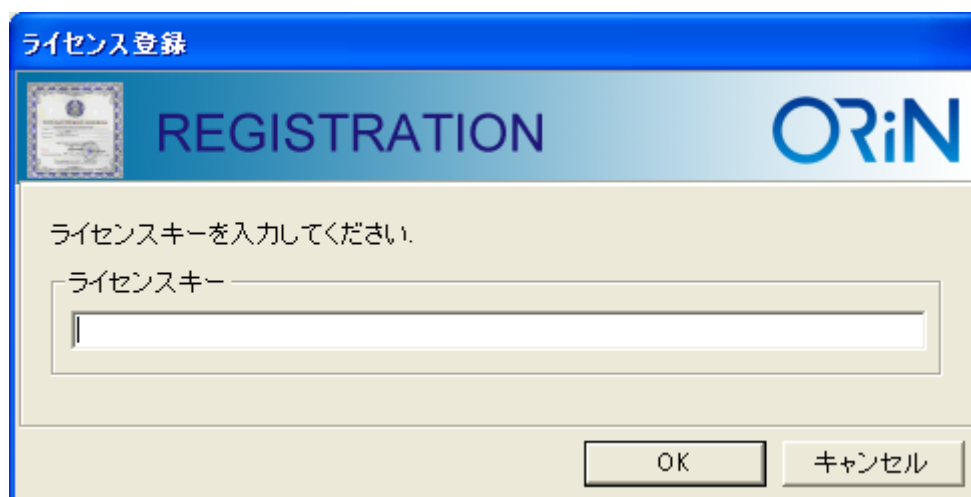 ライセンス登録
REGISTRATION
ORiN
ライセンスキーを入力してください.
ライセンスキー
OK
キャンセル